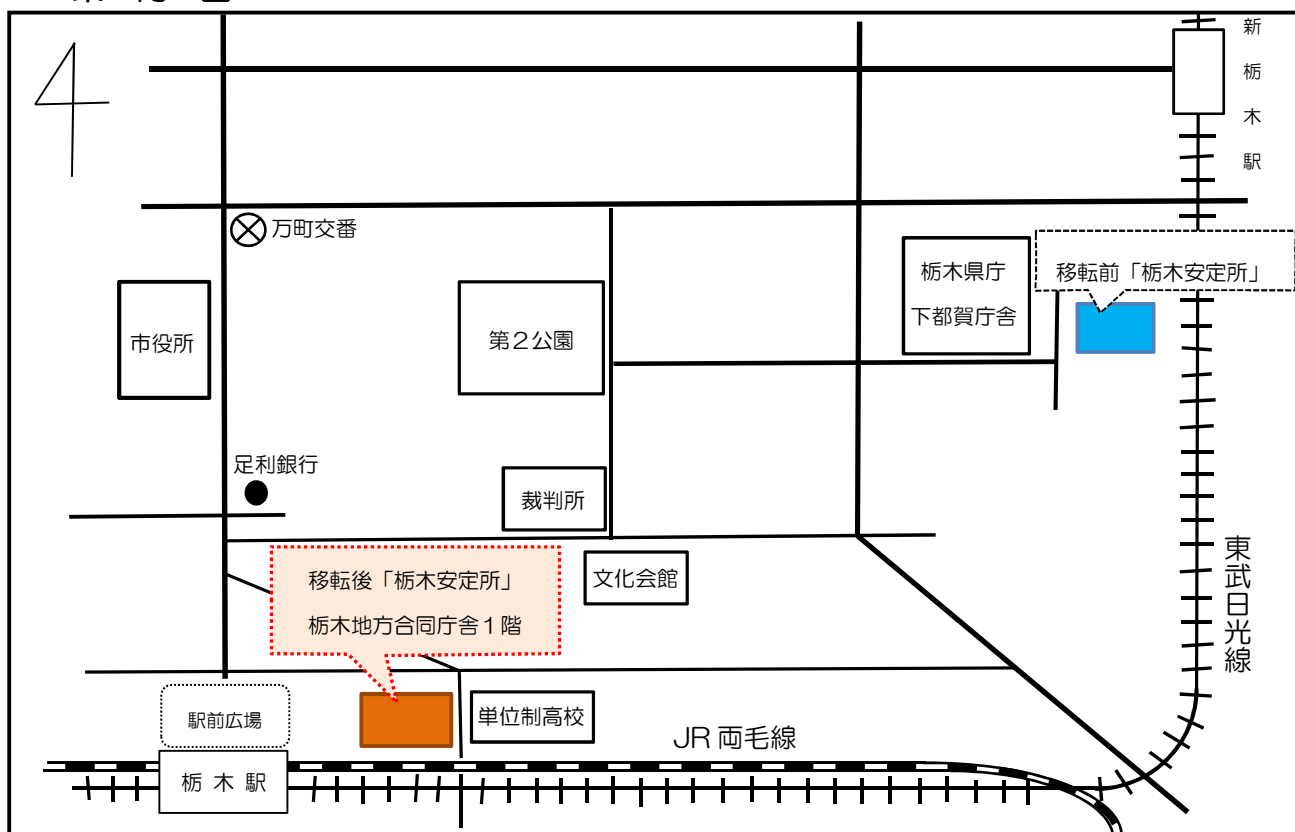 新栃木駅
万町交番
栃木県庁
下都賀庁舎
移転前「栃木安定所」
市役所
第２公園
足利銀行
裁判所
移転後「栃木安定所」
栃木地方合同庁舎１階
文化会館
東武日光線
駅前広場
単位制高校
JR両毛線
栃木駅